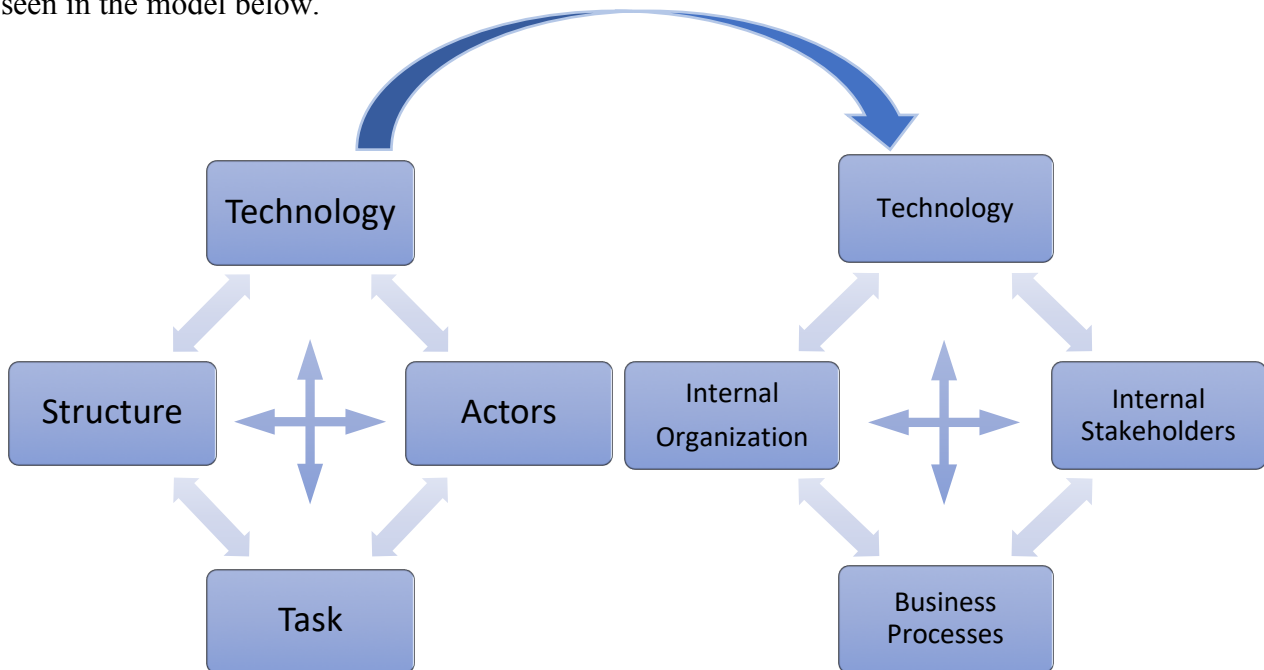 seen in the model below.
Technology
Technology
Structure
Actors
Internal
Organization
Internal
Stakeholders
Task
Business
Processes